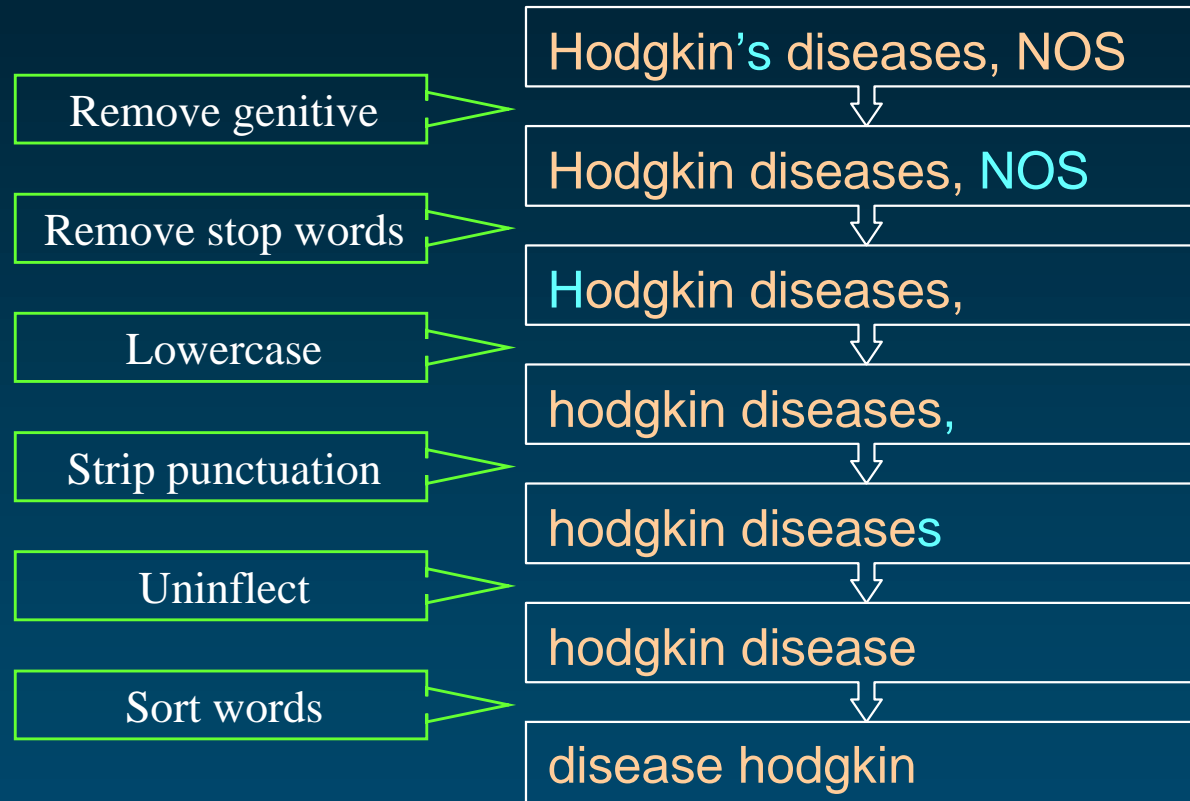 Hodgkin’s diseases, NOS
Remove genitive
Hodgkin diseases, NOS
Remove stop words
Hodgkin diseases,
Lowercase
hodgkin diseases,
Strip punctuation
hodgkin diseases
Uninflect
hodgkin disease
Sort words
disease hodgkin